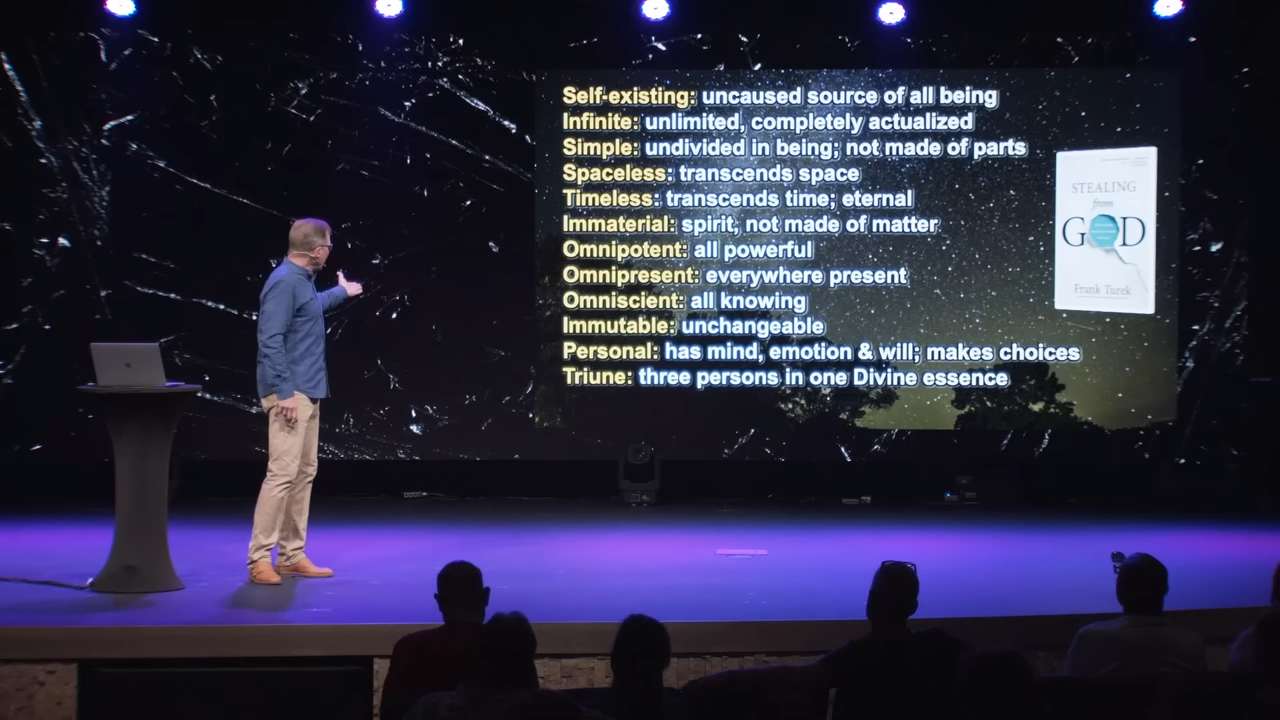 Self-existing: uncaused source of all being
Infinite: unlimited, completely actualized
Simple: undivided in being; not made of parts
Spaceless: transcends space
Timeless: transcends time; eternal
Immaterial: spirit, not made of matter
Omnipotent: all powerful
Omnipresent: everywhere present
Omniscient: all knowing
Immutable: unchangeable
Personal: has mind, emotion & will; makes choices
Triune: three persons in one Divine essence
STEALING
from
GOD
Frank Turek